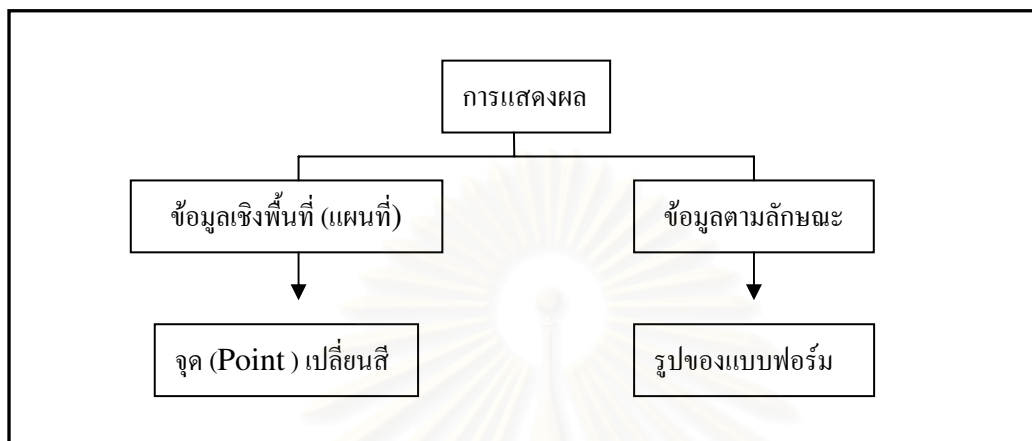 การแสดงผล
ข้อมูลเชิงพื้นที่ (แผนที่)
ข้อมูลตามลักษณะ
จุด (Point ) เปลี่ยนสี
รูปของแบบฟอร์ม